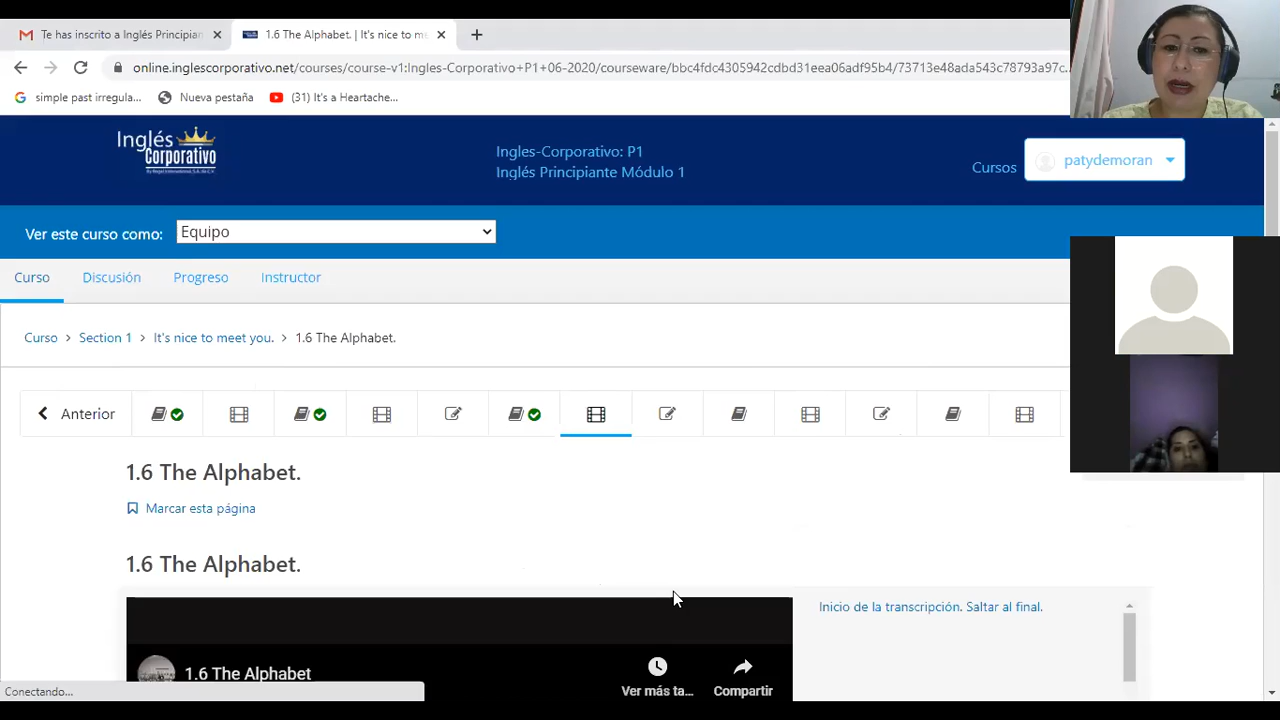 Te has inscrito a Inglés Principian
1.6 The Alphabet. | It's nice to me
online.inglescorporativo.net/courses/course-v1:Ingles-Corporativo+P1+06-2020/courseware/bbc4fdc4305942cdbd31eea06adf95b4/73713e48ada543c78793a97c...
simple past irregula...
Nueva pestaña
(31) It's a Heartache...
Inglés
Corporativo
Ingles-Corporativo: P1
Inglés Principiante Módulo 1
Cursos
patydemoran
Ver este curso como:
Equipo
Curso
Discusión
Progreso
Instructor
Curso > Section 1 > It's nice to meet you. > 1.6 The Alphabet.
Anterior
1.6 The Alphabet.
Marcar esta página
1.6 The Alphabet.
Inicio de la transcripción. Saltar al final.
1.6 The Alphabet
Ver más ta...
Compartir
Conectando...